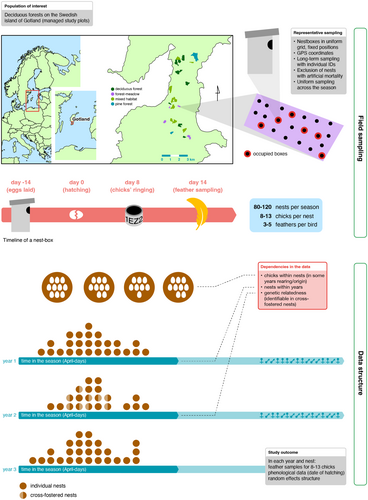 Population of interest
Deciduous forests on the Swedish
island of Gotland (managed study plots)
Representative sampling
• Nestboxes in uniform
grid, fixed positions
• GPS coordinates
• Long-term sampling
with individual IDs
• Exclusion of nests
with artificial mortality
• Uniform sampling
across the season
Gotland
deciduous forest
forest-meadow
mixed habitat
pine forest
0 1 2 3 km
occupied boxes
Field sampling
day -14
(eggs laid)
day 0
(hatching)
day 8
(chicks' ringing)
day 14
(feather sampling)
80-120 nests per season
8-13 chicks per nest
3-5 feathers per bird
Timeline of a nest-box
Dependencies in the data
• chicks within nests (in some
years rearing/origin)
• nests within years
• genetic relatedness
(identifiable in cross-
fostered nests)
Data structure
year 1
time in the season (April-days)
year 2
time in the season (April-days)
year 3
time in the season (April-days)
Study outcome
In each year and nest:
feather samples for 8-13 chicks
phenological data (date of hatching)
random effects structure
individual nests
cross-fostered nests